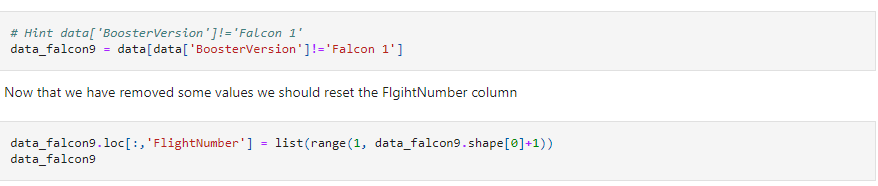 # Hint data['BoosterVersion']!='Falcon 1'
data_falcon9 = data[data['BoosterVersion']!='Falcon 1']
Now that we have removed some values we should reset the FlgihtNumber column
data_falcon9.loc[:,'FlightNumber'] = list(range(1, data_falcon9.shape[0]+1))
data_falcon9